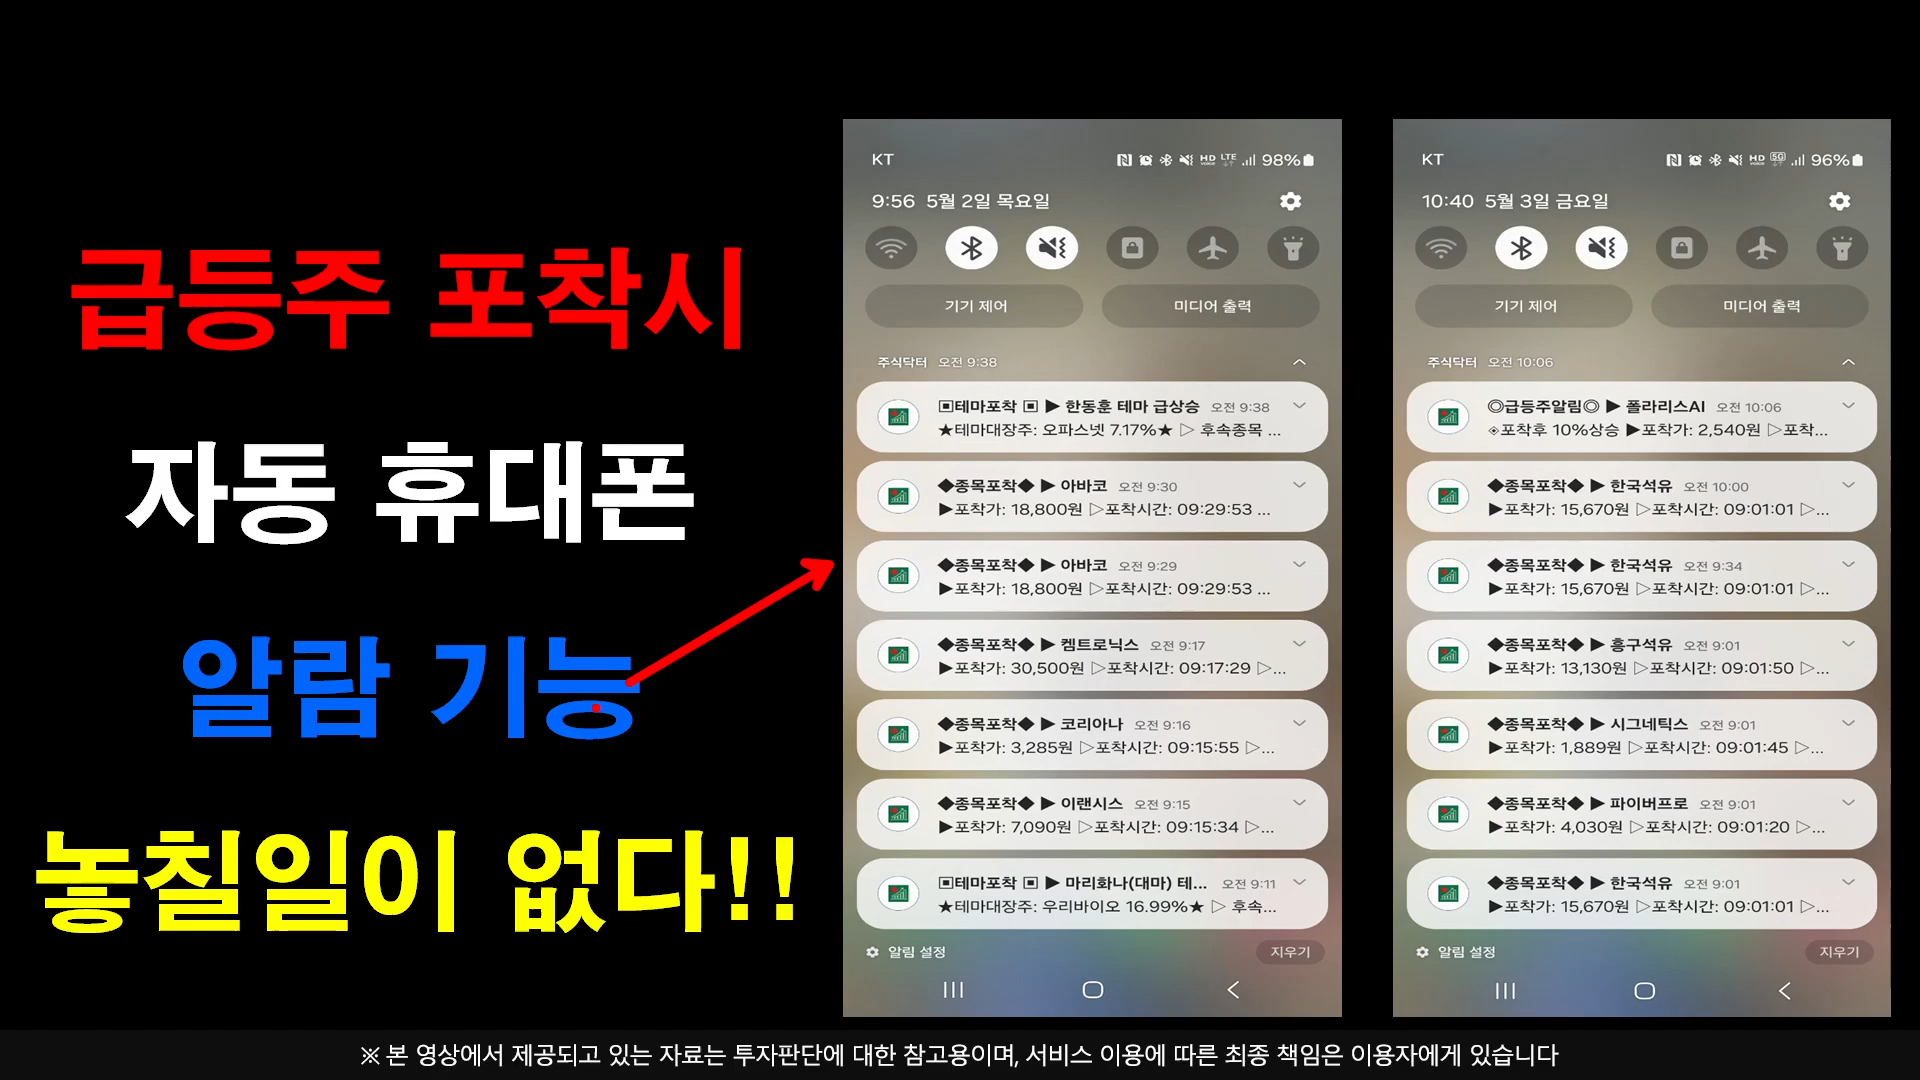 급등주 포착시
자동 휴대폰
알람 기능
놓칠일이 없다!!
KT
HD VOICE LTE 98%
9:56 5월 2일 목요일
기기 제어
미디어 출력
주식닥터 오전 9:38
▣테마포착 ▣ ▶ 한동훈 테마 급상승 오전 9:38
★테마대장주: 오파스넷 7.17%★ ▷ 후속종목 ...
◆종목포착◆ ▶ 아바코 오전 9:30
▶포착가: 18,800원 ▷포착시간: 09:29:53 ...
◆종목포착◆ ▶ 아바코 오전 9:29
▶포착가: 18,800원 ▷포착시간: 09:29:53 ...
◆종목포착◆ ▶ 켐트로닉스 오전 9:17
▶포착가: 30,500원 ▷포착시간: 09:17:29 ▷...
◆종목포착◆ ▶ 코리아나 오전 9:16
▶포착가: 3,285원 ▷포착시간: 09:15:55 ▷...
◆종목포착◆ ▶ 이랜시스 오전 9:15
▶포착가: 7,090원 ▷포착시간: 09:15:34 ▷...
▣테마포착 ▣ ▶ 마리화나(대마) 테... 오전 9:11
★테마대장주: 우리바이오 16.99%★ ▷ 후속...
알림 설정
지우기
KT
HD VOICE 5G 96%
10:40 5월 3일 금요일
기기 제어
미디어 출력
주식닥터 오전 10:06
◎급등주알림◎ ▶ 폴라리스AI 오전 10:06
◈포착후 10%상승 ▶포착가: 2,540원 ▷포착...
◆종목포착◆ ▶ 한국석유 오전 10:00
▶포착가: 15,670원 ▷포착시간: 09:01:01 ▷...
◆종목포착◆ ▶ 한국석유 오전 9:34
▶포착가: 15,670원 ▷포착시간: 09:01:01 ▷...
◆종목포착◆ ▶ 흥구석유 오전 9:01
▶포착가: 13,130원 ▷포착시간: 09:01:50 ▷...
◆종목포착◆ ▶ 시그네틱스 오전 9:01
▶포착가: 1,889원 ▷포착시간: 09:01:45 ▷...
◆종목포착◆ ▶ 파이버프로 오전 9:01
▶포착가: 4,030원 ▷포착시간: 09:01:20 ▷...
◆종목포착◆ ▶ 한국석유 오전 9:01
▶포착가: 15,670원 ▷포착시간: 09:01:01 ▷...
알림 설정
지우기
※ 본 영상에서 제공되고 있는 자료는 투자판단에 대한 참고용이며, 서비스 이용에 따른 최종 책임은 이용자에게 있습니다